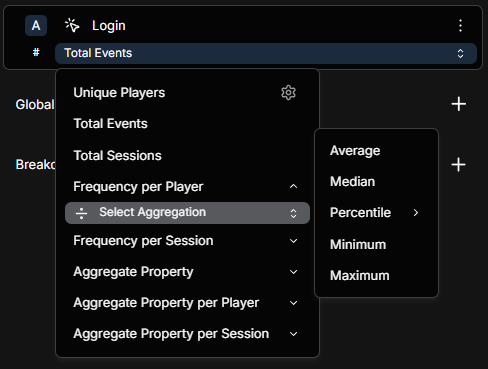 A Login
# Total Events
Unique Players
Global
Total Events
Total Sessions
Breakd
Frequency per Player
Select Aggregation
Frequency per Session
Aggregate Property
Aggregate Property per Player
Aggregate Property per Session
Average
Median
Percentile
Minimum
Maximum